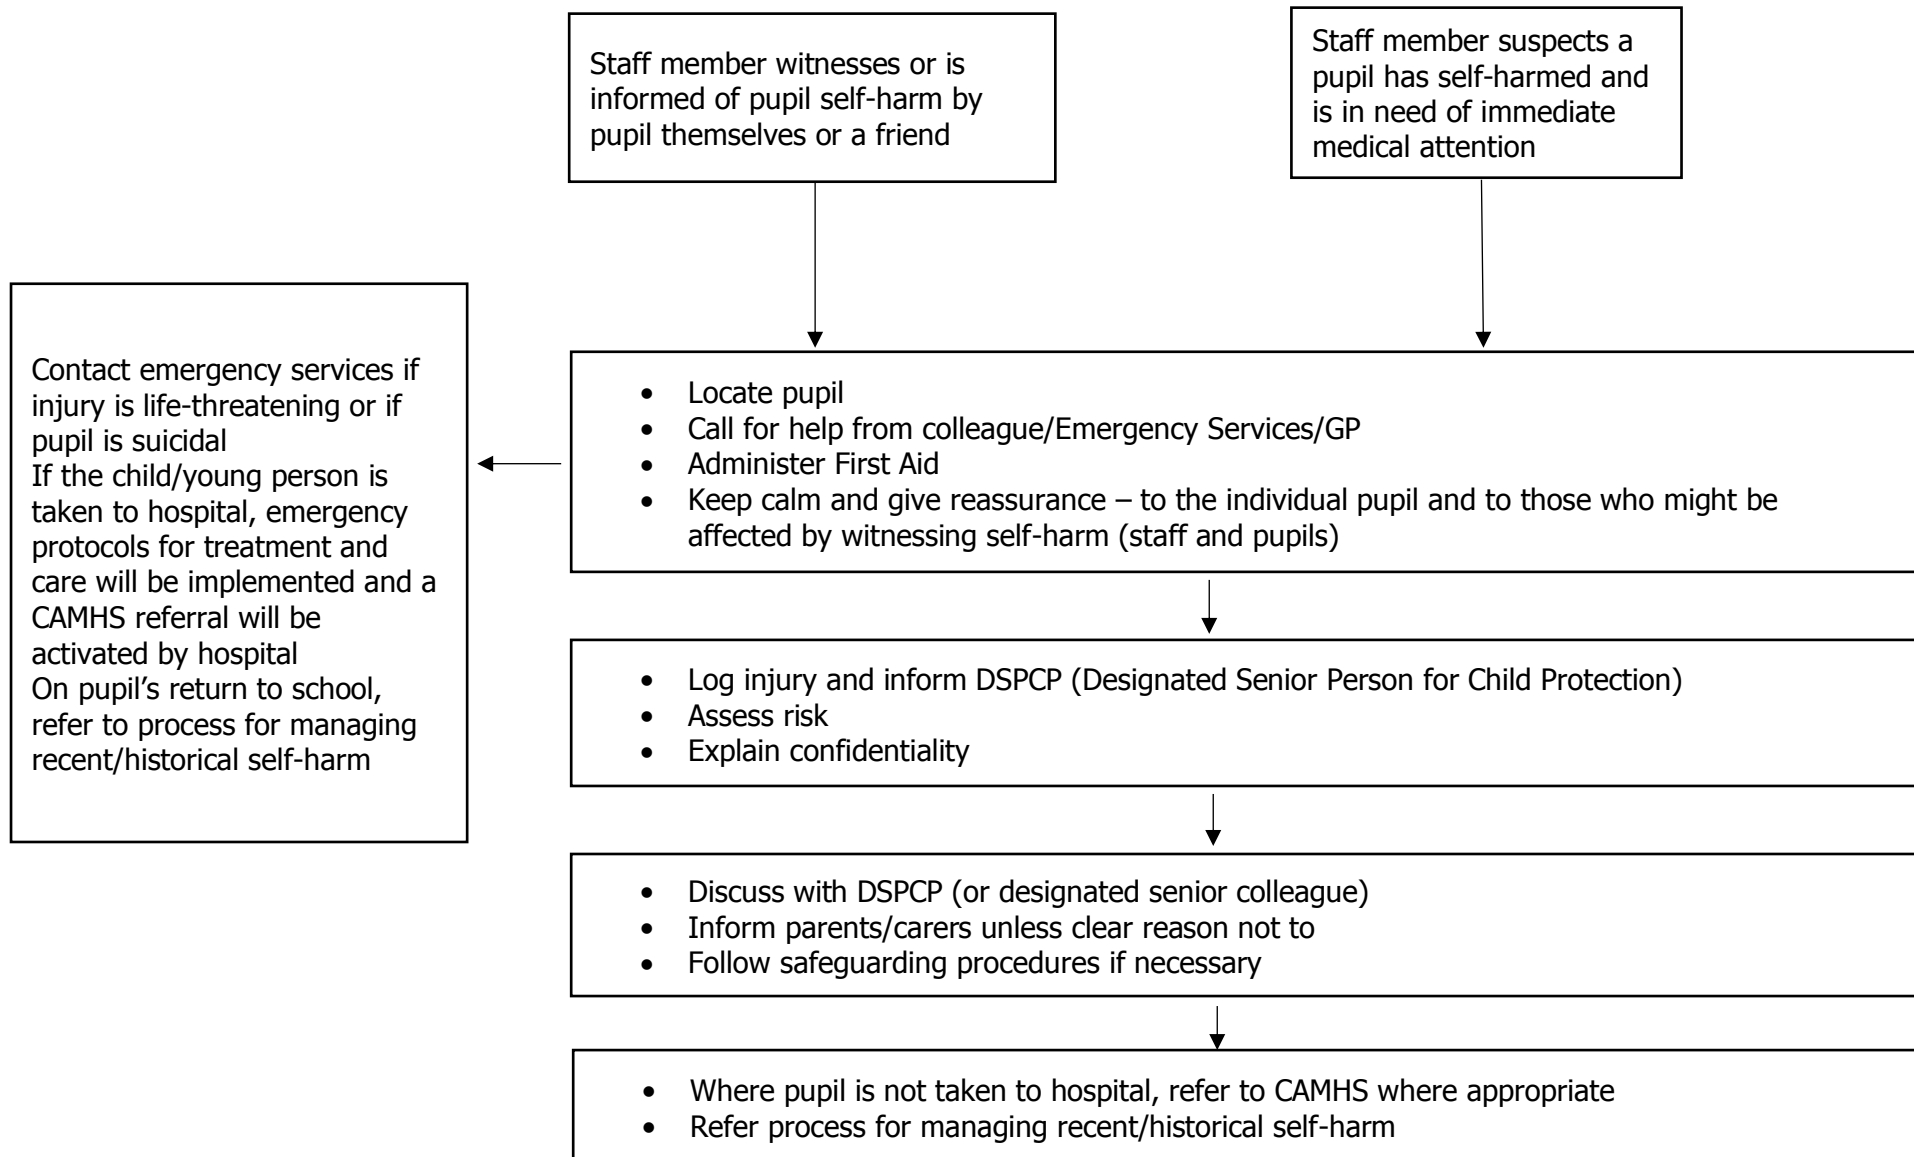 Staff member witnesses or is
informed of pupil self-harm by
pupil themselves or a friend
Staff member suspects a
pupil has self-harmed and
is in need of immediate
medical attention
Contact emergency services if
injury is life-threatening or if
pupil is suicidal
If the child/young person is
taken to hospital, emergency
protocols for treatment and
care will be implemented and a
CAMHS referral will be
activated by hospital
On pupil's return to school,
refer to process for managing
recent/historical self-harm
• Locate pupil
• Call for help from colleague/Emergency Services/GP
• Administer First Aid
• Keep calm and give reassurance – to the individual pupil and to those who might be
affected by witnessing self-harm (staff and pupils)
• Log injury and inform DSPCP (Designated Senior Person for Child Protection)
• Assess risk
• Explain confidentiality
• Discuss with DSPCP (or designated senior colleague)
• Inform parents/carers unless clear reason not to
• Follow safeguarding procedures if necessary
• Where pupil is not taken to hospital, refer to CAMHS where appropriate
• Refer process for managing recent/historical self-harm